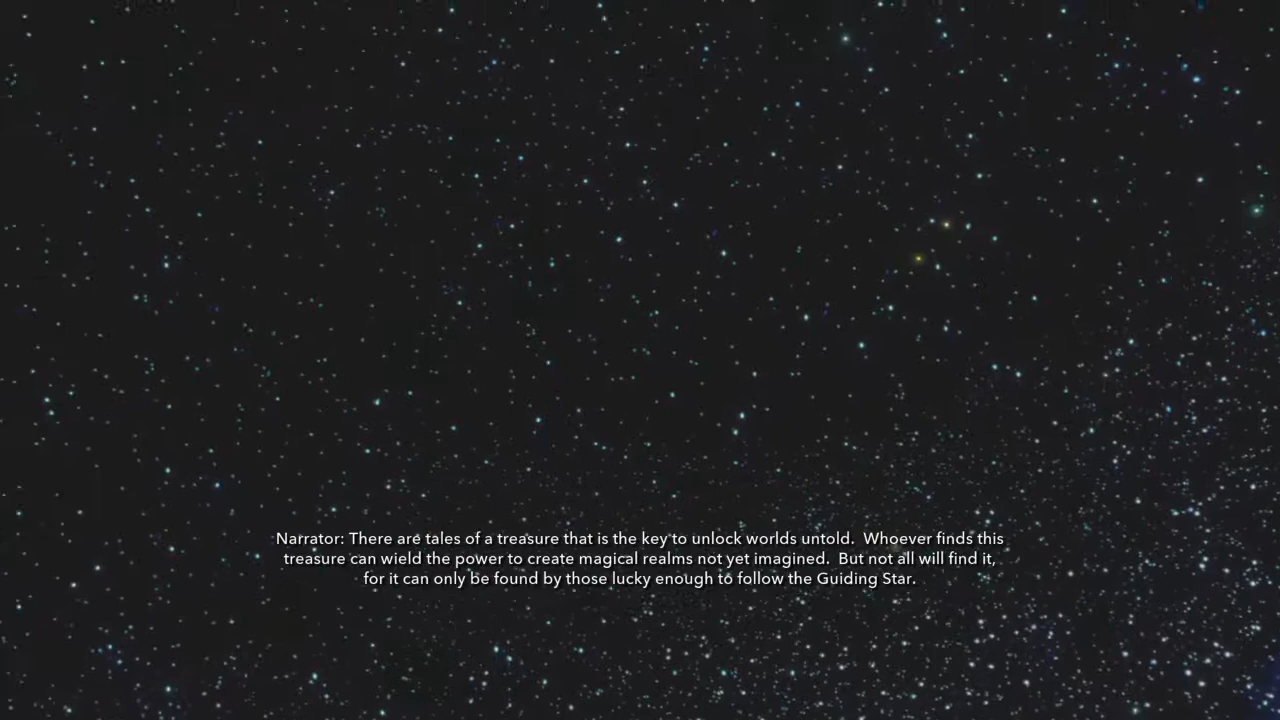 Narrator: There are tales of a treasure that is the key to unlock worlds untold.  Whoever finds this
treasure can wield the power to create magical realms not yet imagined.  But not all will find it,
for it can only be found by those lucky enough to follow the Guiding Star.